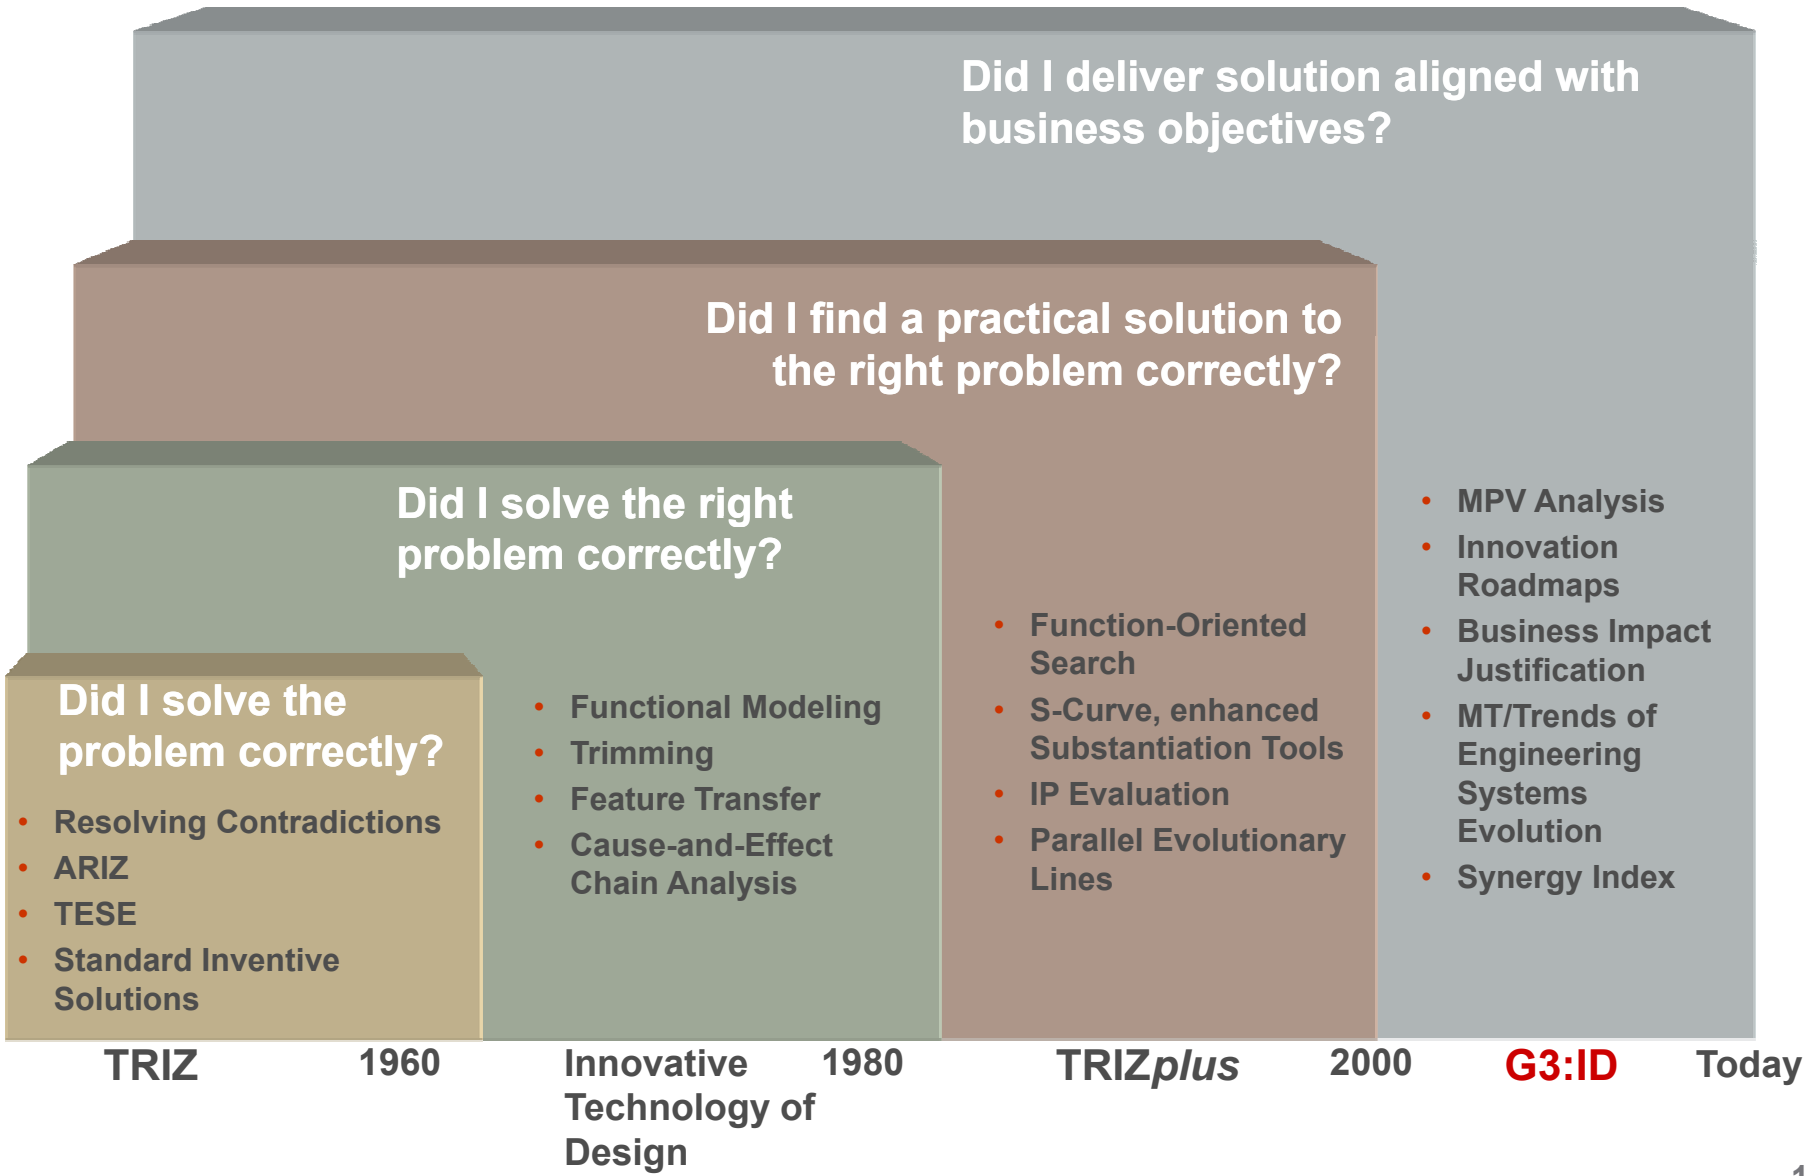 Did I deliver solution aligned with
business objectives?
Did I find a practical solution to
the right problem correctly?
Did I solve the right
problem correctly?
Did I solve the
problem correctly?
• Resolving Contradictions
• ARIZ
• TESE
• Standard Inventive
Solutions
• Functional Modeling
• Trimming
• Feature Transfer
• Cause-and-Effect
Chain Analysis
• Function-Oriented
Search
• S-Curve, enhanced
Substantiation Tools
• IP Evaluation
• Parallel Evolutionary
Lines
• MPV Analysis
• Innovation
Roadmaps
• Business Impact
Justification
• MT/Trends of
Engineering
Systems
Evolution
• Synergy Index
TRIZ
1960
Innovative
Technology of
Design
1980
TRIZplus
2000
G3:ID
Today